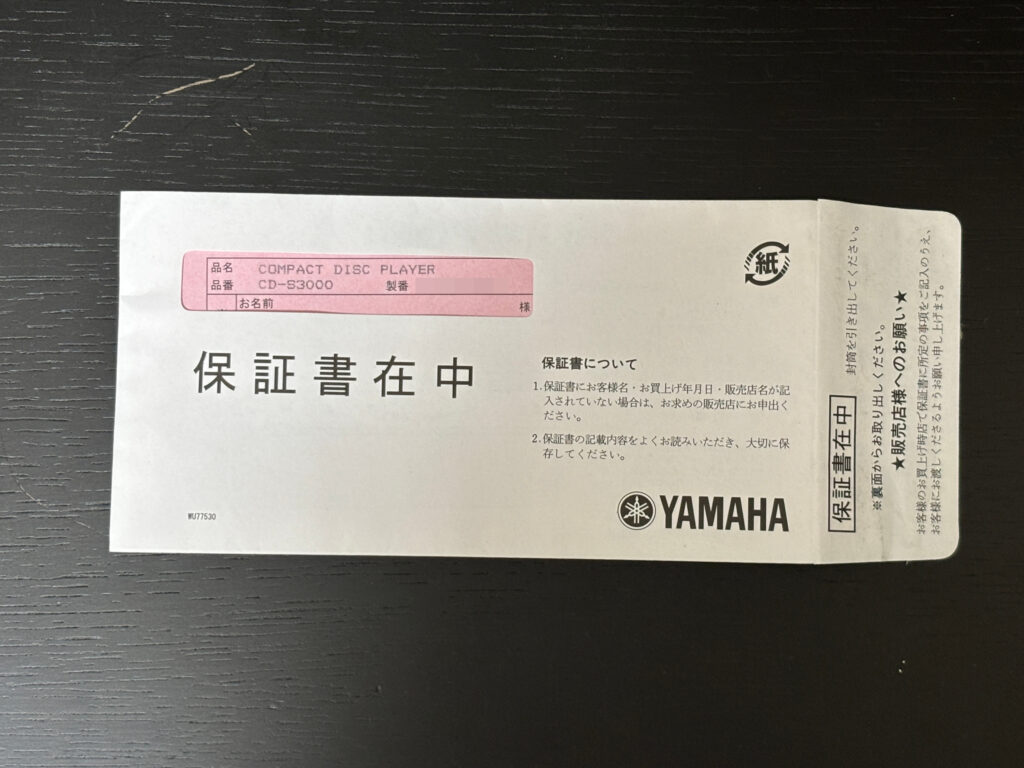 品名 COMPACT DISC PLAYER
品番 CD-S3000 製番
お名前 様
保証書在中
WU77530
紙
保証書について
1.保証書にお客様名・お買上げ年月日・販売店名が記
入されていない場合は、お求めの販売店にお申出く
ださい。
2.保証書の記載内容をよくお読みいただき、大切に保
存してください。
YAMAHA
保証書在中 封筒を引き出してください。
※裏面からお取り出しください。
★販売店様へのお願い★
お客様のお買上げ時貴店で保証書に所定の事項をご記入のうえ、
お客様にお渡しくださるようお願い申し上げます。